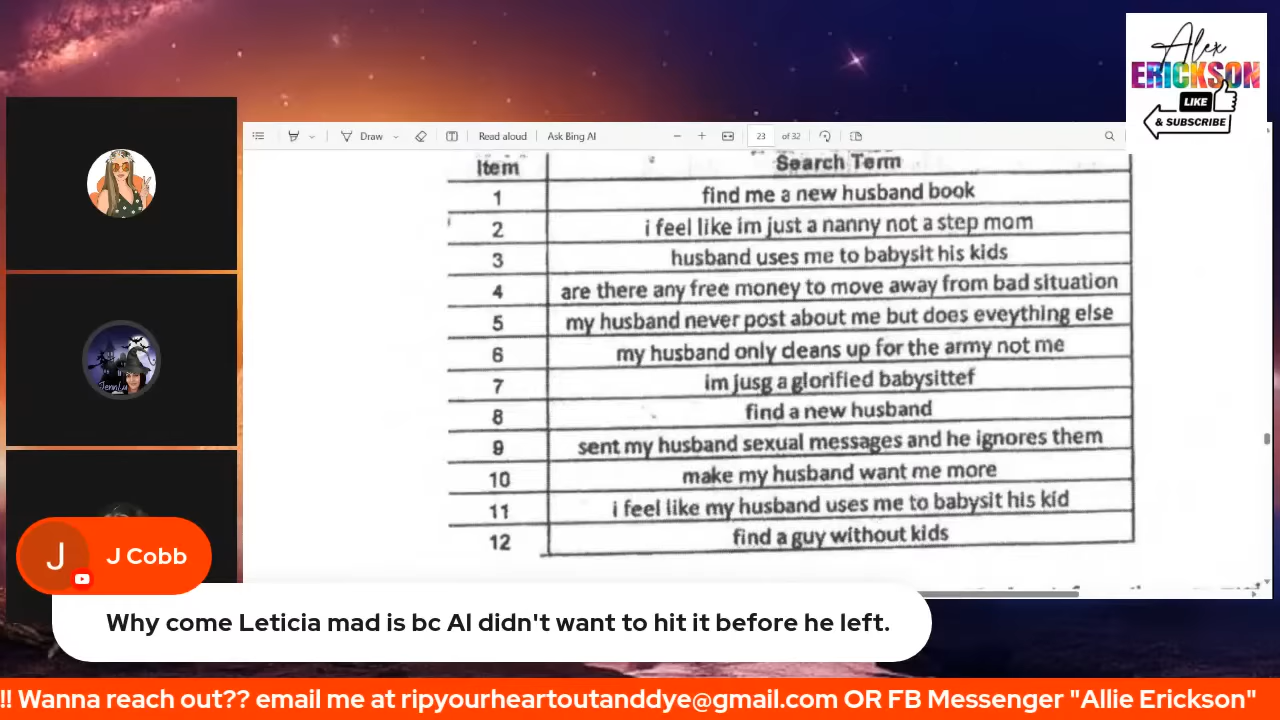 Alex
ERICKSON
LIKE
& SUBSCRIBE
Draw
Read aloud
Ask Bing AI
23
of 32
Item
Search Term
1
find me a new husband book
2
i feel like im just a nanny not a step mom
3
husband uses me to babysit his kids
4
are there any free money to move away from bad situation
5
my husband never post about me but does eveything else
6
my husband only cleans up for the army not me
7
im jusg a glorified babysittef
8
find a new husband
9
sent my husband sexual messages and he ignores them
10
make my husband want me more
11
i feel like my husband uses me to babysit his kid
12
find a guy without kids
J
J Cobb
Why come Leticia mad is bc Al didn't want to hit it before he left.
!! Wanna reach out?? email me at ripyourheartoutanddye@gmail.com OR FB Messenger "Allie Erickson"